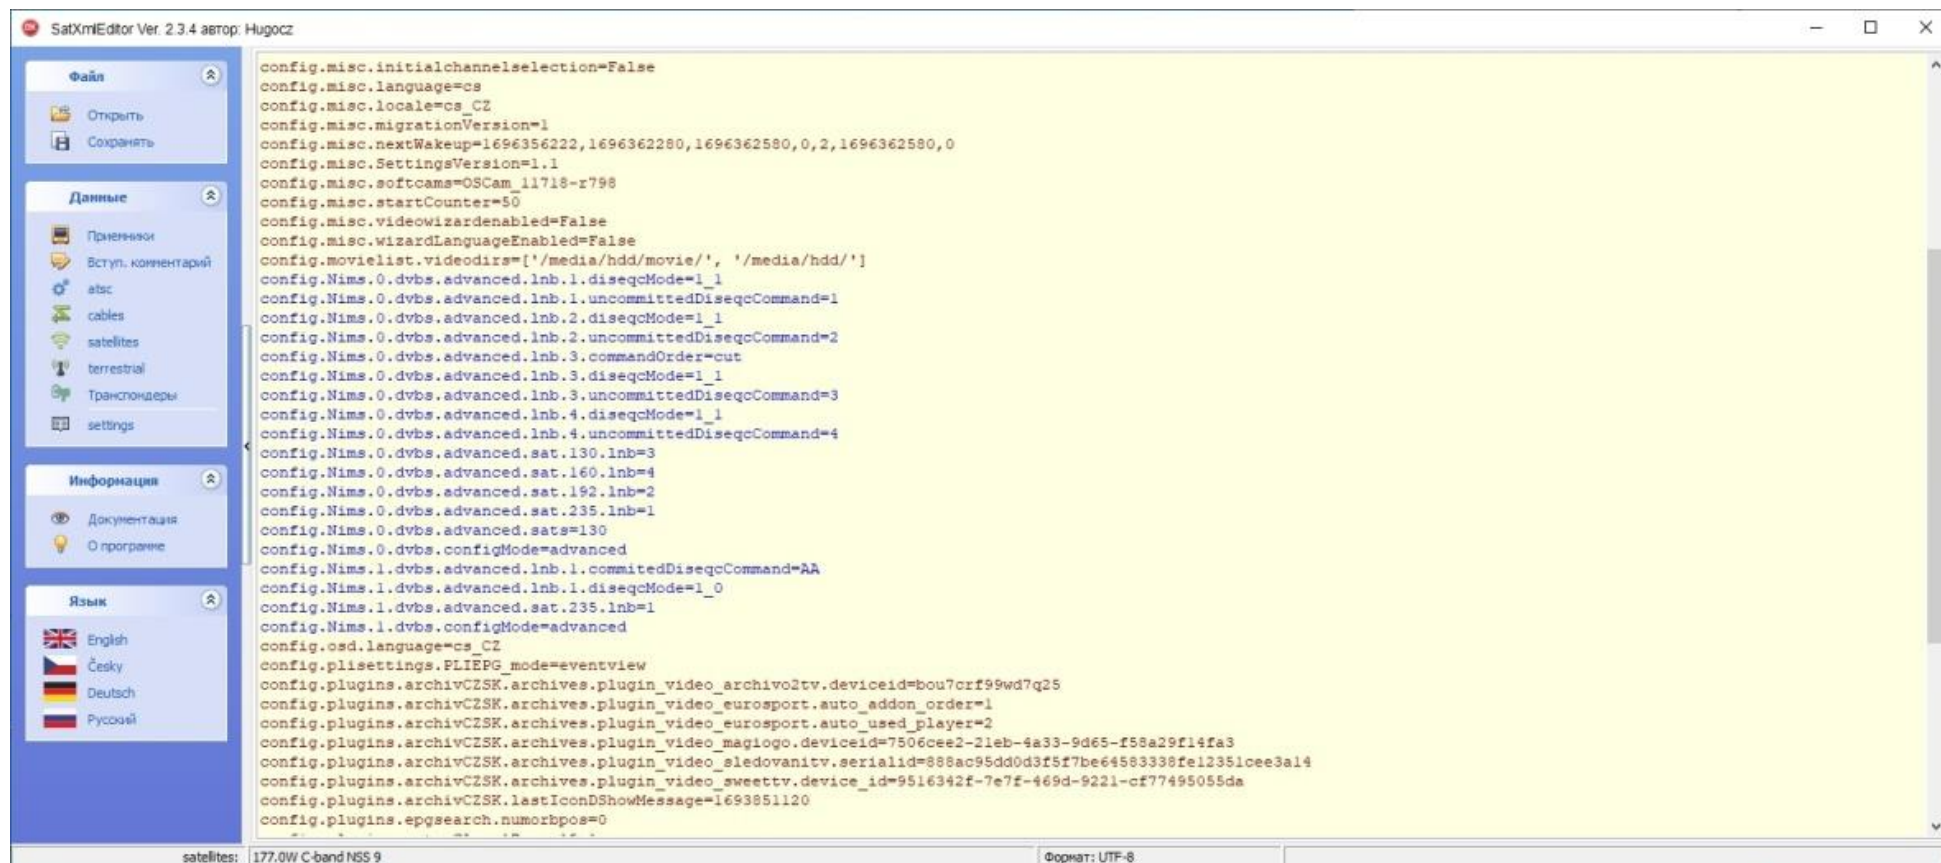 SatXmlEditor Ver. 2.3.4 автор: Hugocz
Файл
Открыть
Сохранять
Данные
Приемники
Вступ. комментарий
atsc
cables
satellites
terrestrial
Транспондеры
settings
Информация
Документация
О программе
Язык
English
Česky
Deutsch
Русский
config.misc.initialchannelselection=False
config.misc.language=cs
config.misc.locale=cs_CZ
config.misc.migrationVersion=1
config.misc.nextWakeup=1696356222,1696362280,1696362580,0,2,1696362580,0
config.misc.SettingsVersion=1.1
config.misc.softcams=OSCam_11718-r798
config.misc.startCounter=50
config.misc.videowizardenabled=False
config.misc.wizardLanguageEnabled=False
config.movielist.videodirs=['/media/hdd/movie/', '/media/hdd/']
config.Nims.0.dvbs.advanced.lnb.1.diseqcMode=1_1
config.Nims.0.dvbs.advanced.lnb.1.uncommittedDiseqcCommand=1
config.Nims.0.dvbs.advanced.lnb.2.diseqcMode=1_1
config.Nims.0.dvbs.advanced.lnb.2.uncommittedDiseqcCommand=2
config.Nims.0.dvbs.advanced.lnb.3.commandOrder=cut
config.Nims.0.dvbs.advanced.lnb.3.diseqcMode=1_1
config.Nims.0.dvbs.advanced.lnb.3.uncommittedDiseqcCommand=3
config.Nims.0.dvbs.advanced.lnb.4.diseqcMode=1_1
config.Nims.0.dvbs.advanced.lnb.4.uncommittedDiseqcCommand=4
config.Nims.0.dvbs.advanced.sat.130.lnb=3
config.Nims.0.dvbs.advanced.sat.160.lnb=4
config.Nims.0.dvbs.advanced.sat.192.lnb=2
config.Nims.0.dvbs.advanced.sat.235.lnb=1
config.Nims.0.dvbs.advanced.sats=130
config.Nims.0.dvbs.configMode=advanced
config.Nims.1.dvbs.advanced.lnb.1.commitedDiseqcCommand=AA
config.Nims.1.dvbs.advanced.lnb.1.diseqcMode=1_0
config.Nims.1.dvbs.advanced.sat.235.lnb=1
config.Nims.1.dvbs.configMode=advanced
config.osd.language=cs_CZ
config.plisettings.PLIEPG_mode=eventview
config.plugins.archivCZSK.archives.plugin_video_archivo2tv.deviceid=bou7crf99wd7q25
config.plugins.archivCZSK.archives.plugin_video_eurosport.auto_addon_order=1
config.plugins.archivCZSK.archives.plugin_video_eurosport.auto_used_player=2
config.plugins.archivCZSK.archives.plugin_video_magiogo.deviceid=7506cee2-21eb-4a33-9d65-f58a29f14fa3
config.plugins.archivCZSK.archives.plugin_video_sledovanitv.serialid=888ac95dd0d3f5f7be64583338fe12351cee3a14
config.plugins.archivCZSK.archives.plugin_video_sweettv.device_id=9516342f-7e7f-469d-9221-cf77495055da
config.plugins.archivCZSK.lastIconDShowMessage=1693851120
config.plugins.epgsearch.numorbpos=0
satellites: 177.0W C-band NSS 9 Формат: UTF-8